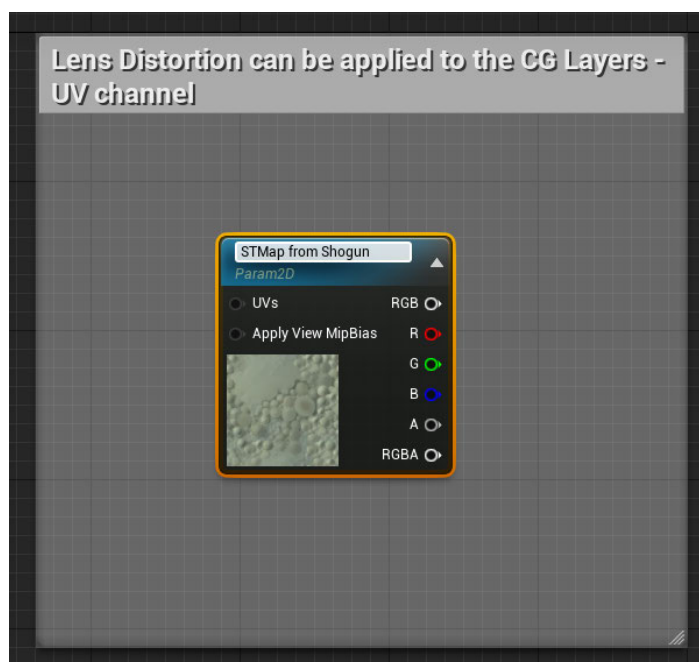 Lens Distortion can be applied to the CG Layers -
UV channel
STMap from Shogun
Param2D
UVs
RGB
Apply View MipBias
R
G
B
A
RGBA